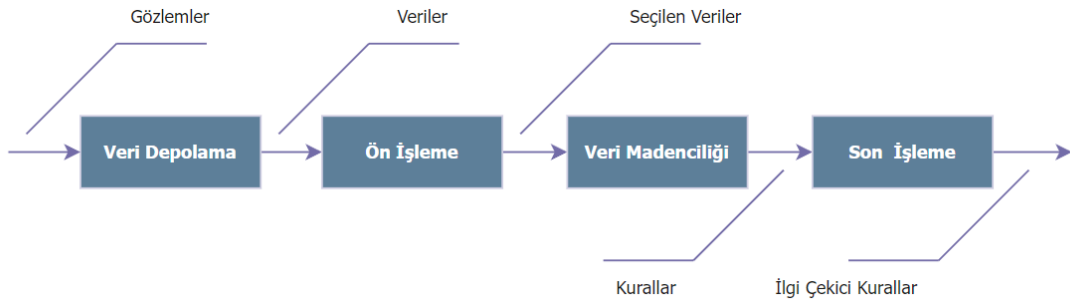 Gözlemler
Veriler
Seçilen Veriler
Veri Depolama
Ön İşleme
Veri Madenciliği
Son İşleme
Kurallar
İlgi Çekici Kurallar